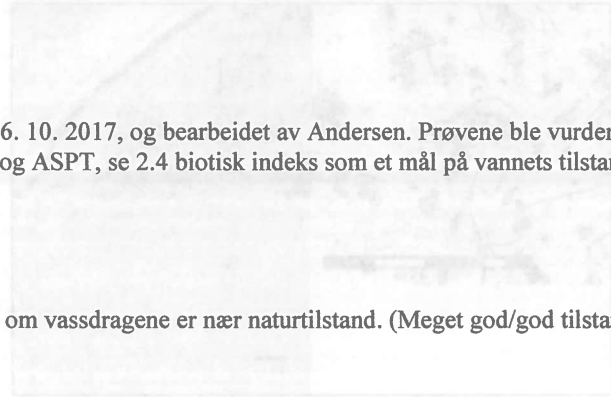 6. 10. 2017, og bearbeidet av Andersen. Prøvene ble vurder
og ASPT, se 2.4 biotisk indeks som et mål på vannets tilstan
om vassdragene er nær naturtilstand. (Meget god/god tilsta